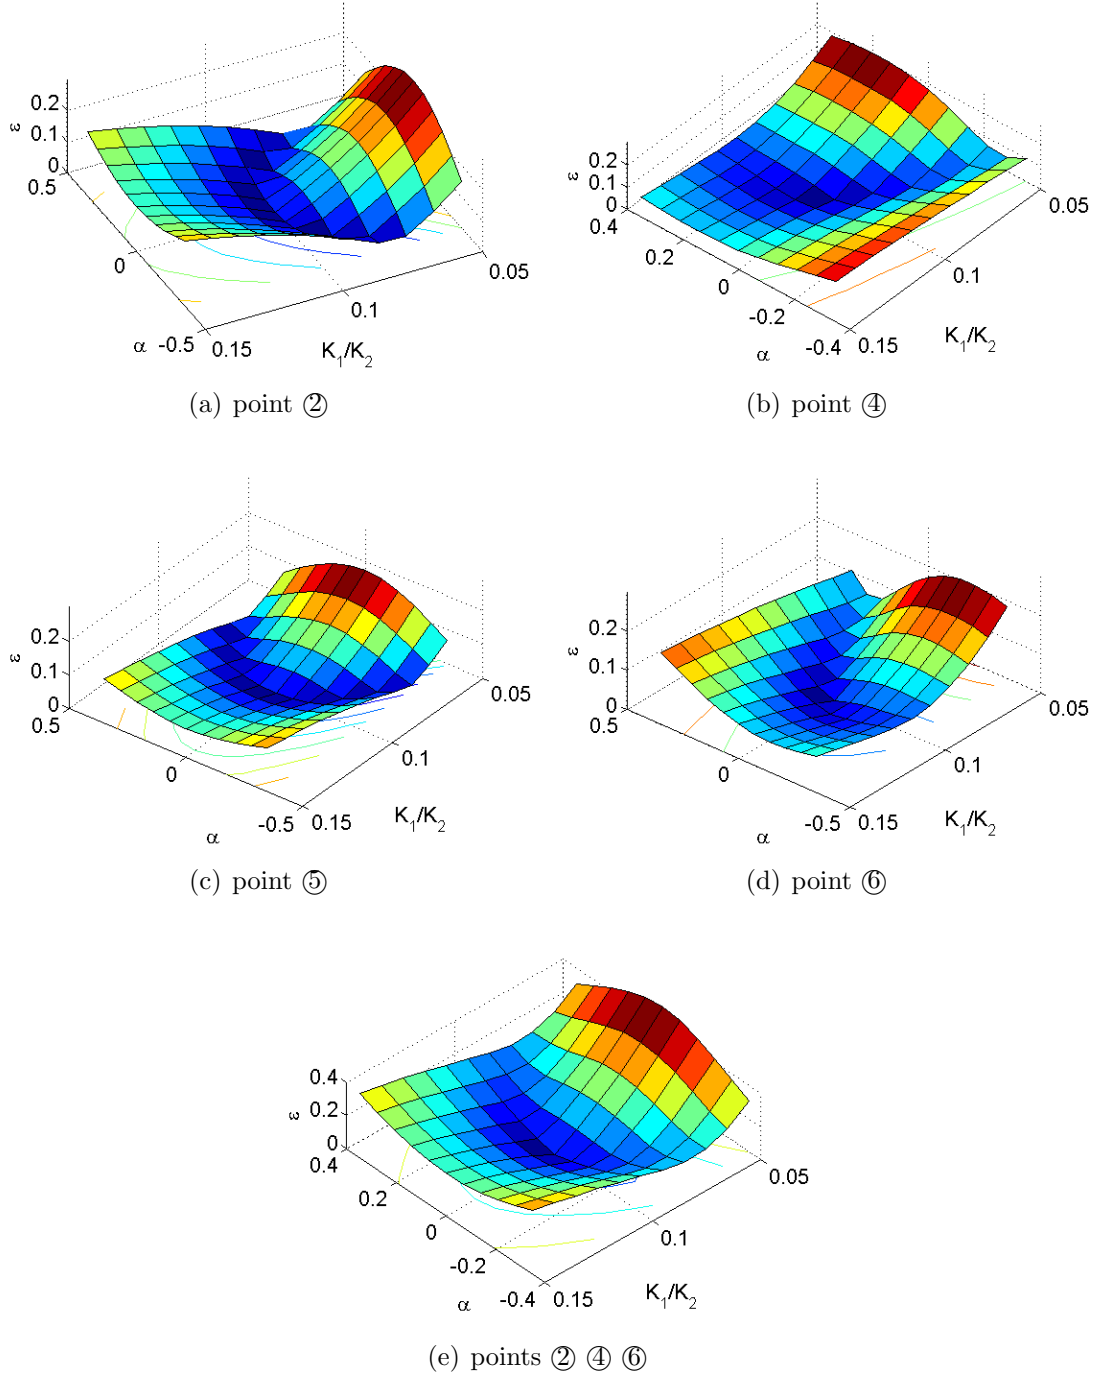 0.2
0.1
0
ε
0.5
0
-0.5
α
0.15
0.1
0.05
K₁/K₂
(a) point ②
0.2
0.1
0
ε
0.4
0.2
0
-0.2
-0.4
α
0.15
0.1
0.05
K₁/K₂
(b) point ④
0.2
0.1
0
ε
0.5
0
-0.5
α
0.15
0.1
0.05
K₁/K₂
(c) point ⑤
0.2
0.1
0
ε
0.5
0
-0.5
α
0.15
0.1
0.05
K₁/K₂
(d) point ⑥
0.4
0.2
0
ε
0.4
0.2
0
-0.2
-0.4
α
0.15
0.1
0.05
K₁/K₂
(e) points ② ④ ⑥